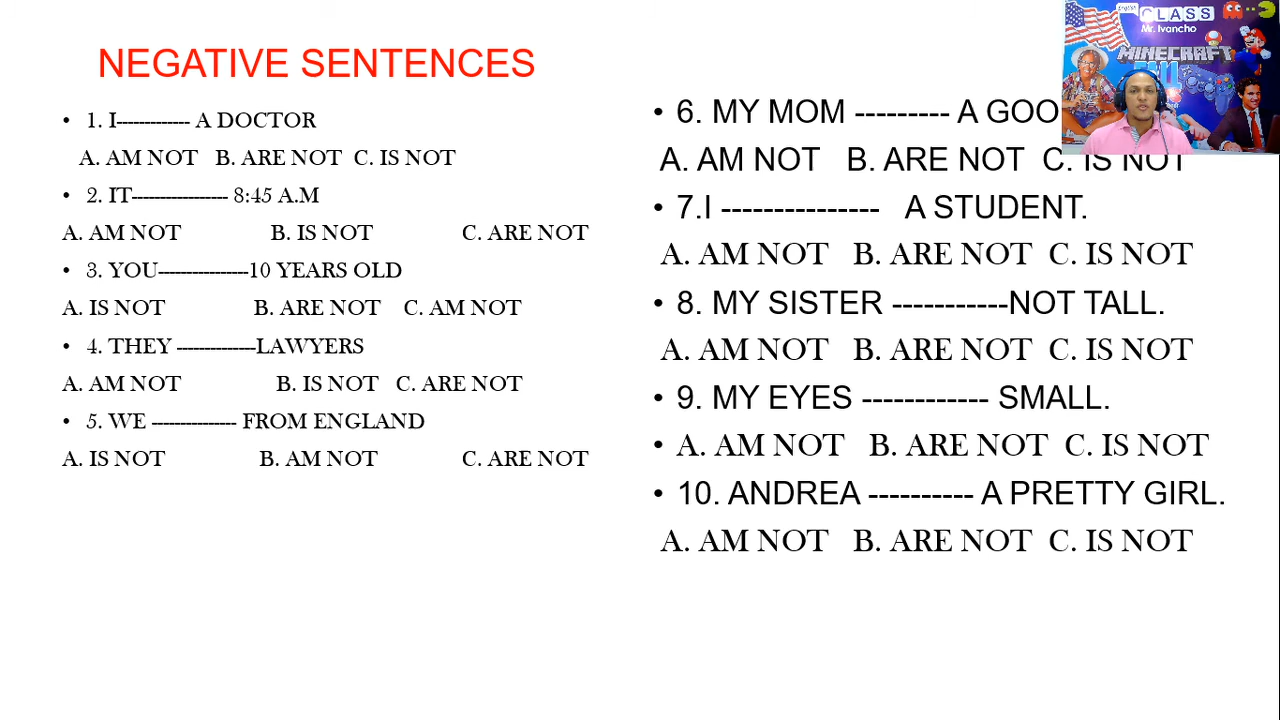 NEGATIVE SENTENCES
• 1. I------------- A DOCTOR
A. AM NOT B. ARE NOT C. IS NOT
• 2. IT----------------- 8:45 A.M
A. AM NOT B. IS NOT C. ARE NOT
• 3. YOU----------------10 YEARS OLD
A. IS NOT B. ARE NOT C. AM NOT
• 4. THEY --------------LAWYERS
A. AM NOT B. IS NOT C. ARE NOT
• 5. WE --------------- FROM ENGLAND
A. IS NOT B. AM NOT C. ARE NOT
• 6. MY MOM --------- A GOO
A. AM NOT B. ARE NOT C. IS NOT
• 7.I --------------- A STUDENT.
A. AM NOT B. ARE NOT C. IS NOT
• 8. MY SISTER -----------NOT TALL.
A. AM NOT B. ARE NOT C. IS NOT
• 9. MY EYES ------------ SMALL.
• A. AM NOT B. ARE NOT C. IS NOT
• 10. ANDREA ---------- A PRETTY GIRL.
A. AM NOT B. ARE NOT C. IS NOT
English
CLASS
Mr. Ivancho
MINECRAFT